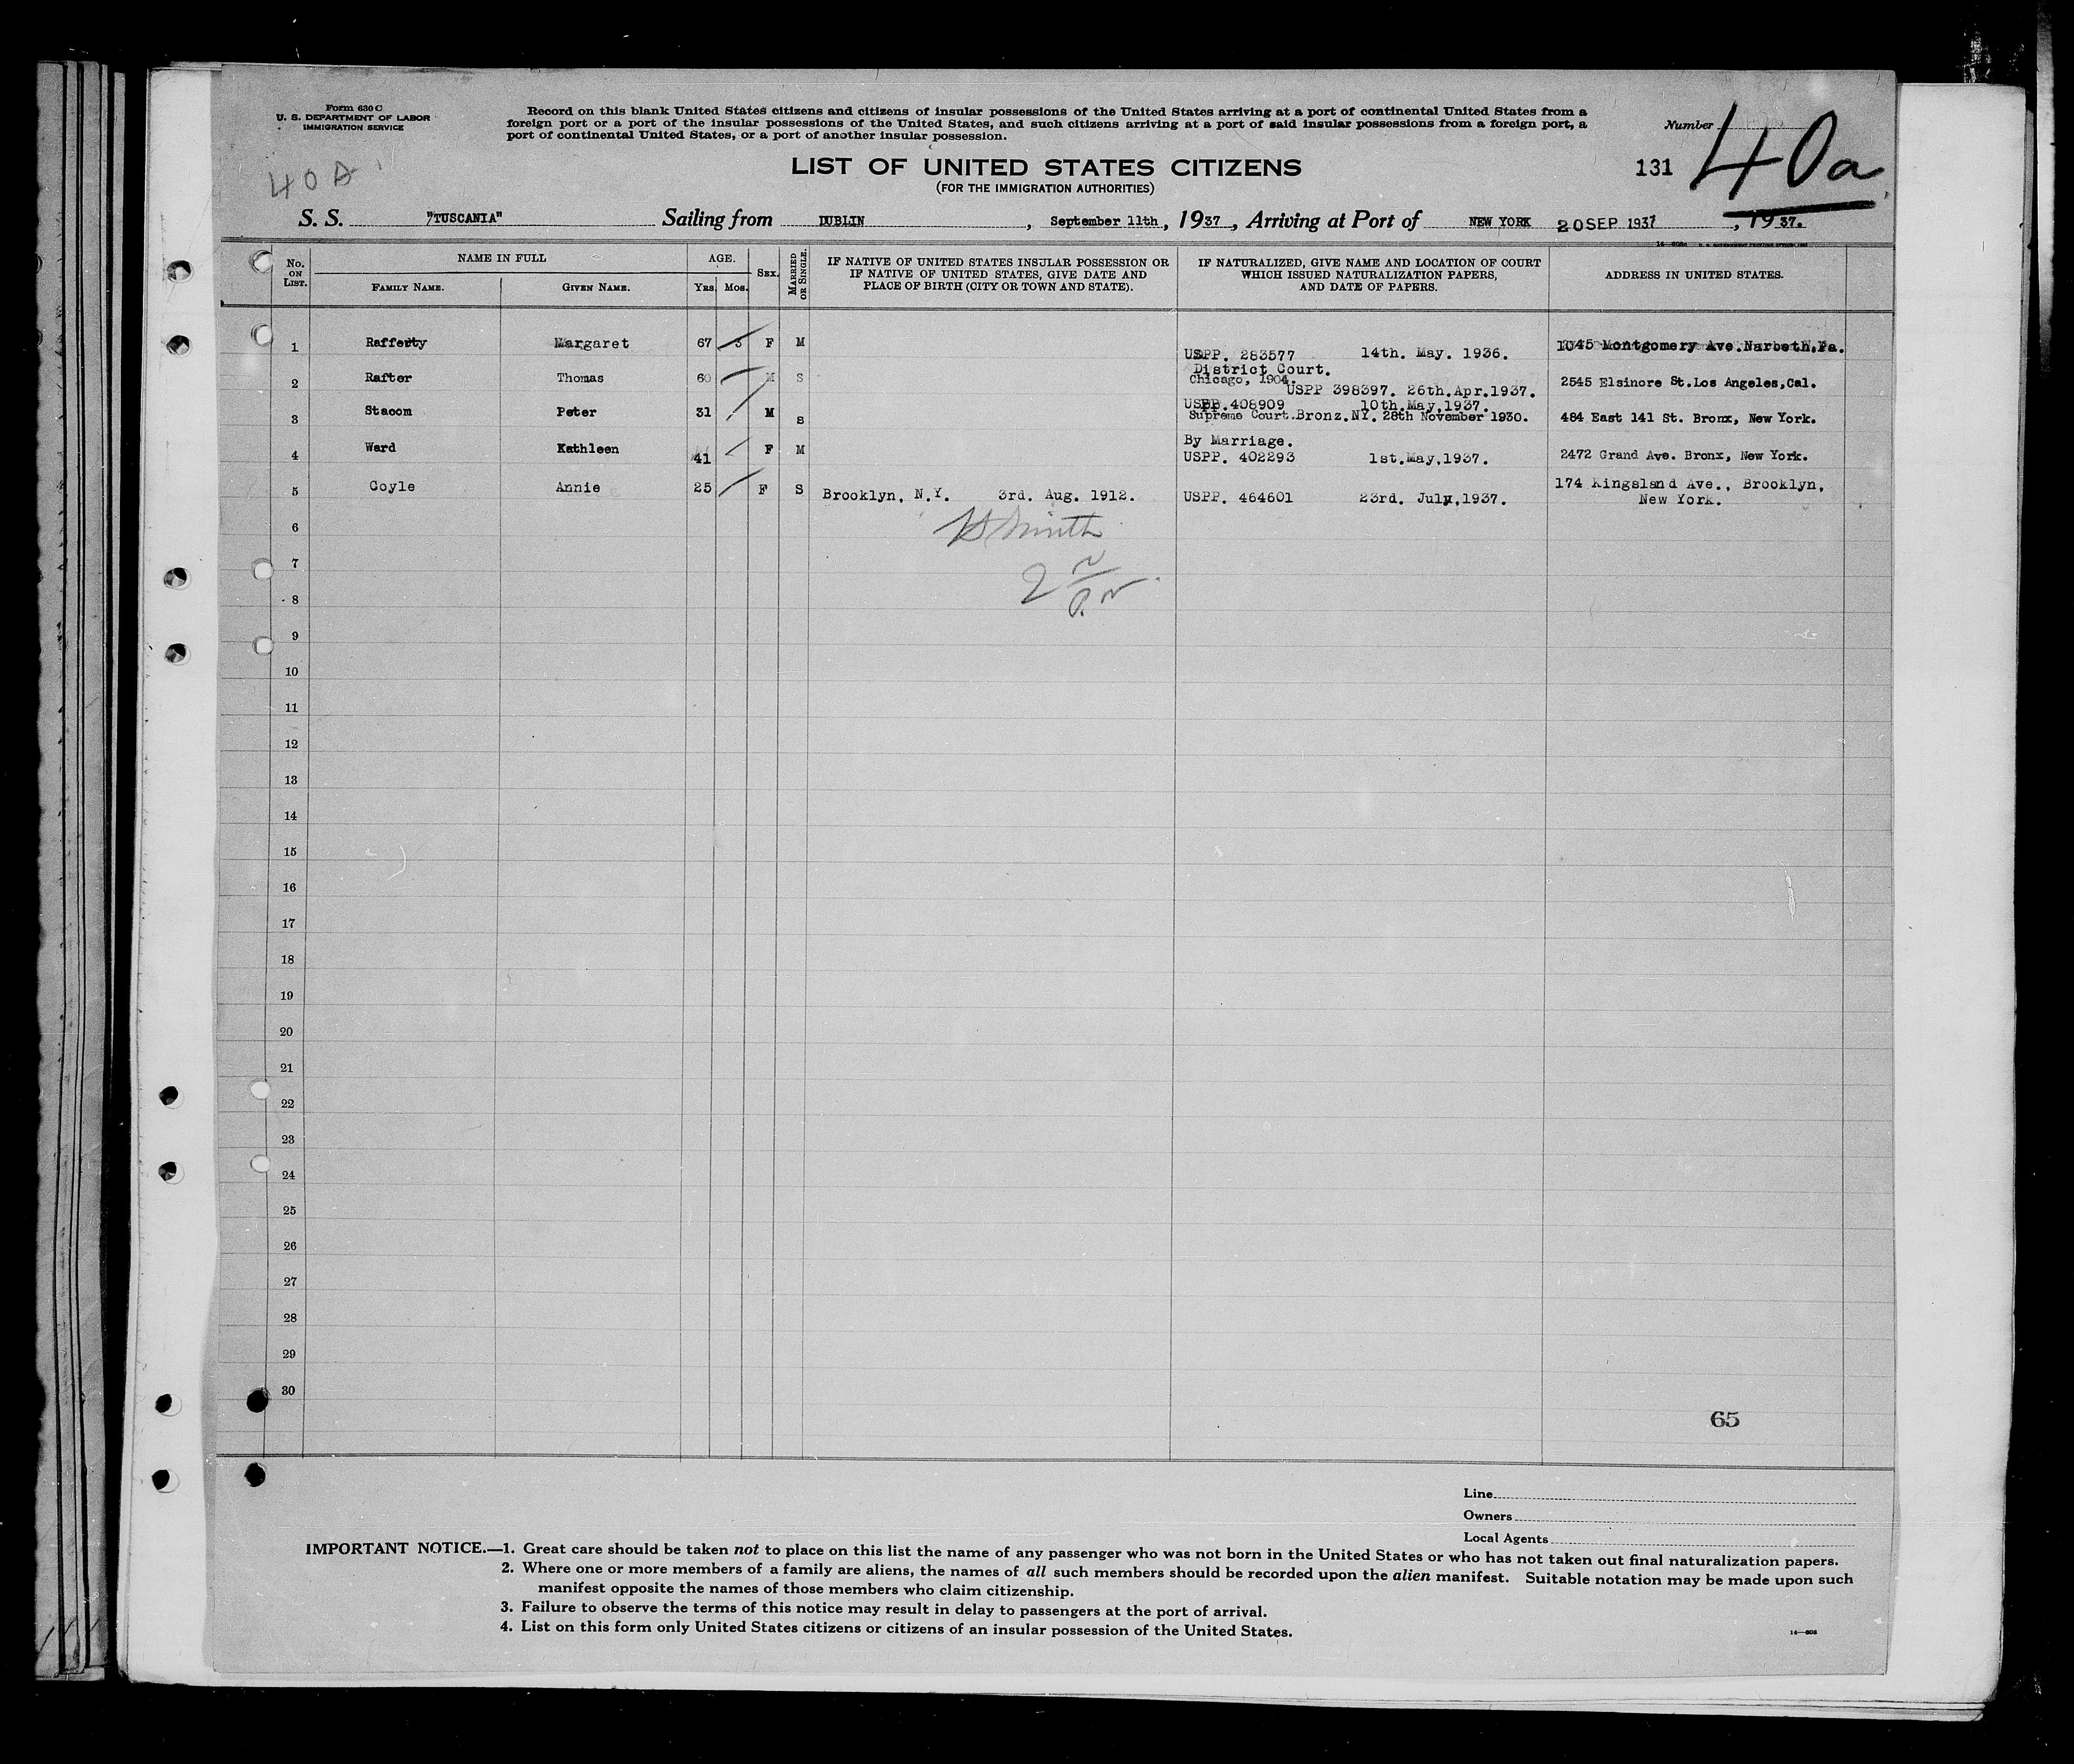 Form 630 C
U. S. DEPARTMENT OF LABOR
IMMIGRATION SERVICE
Record on this blank United States citizens and citizens of insular possessions of the United States arriving at a port of continental United States from a
foreign port or a port of the insular possessions of the United States, and such citizens arriving at a port of said insular possessions from a foreign port, a
port of continental United States, or a port of another insular possession.
Number 40a
131
40A
LIST OF UNITED STATES CITIZENS
(FOR THE IMMIGRATION AUTHORITIES)
S. S. "TUSCANIA" Sailing from DUBLIN, September 11th, 1937, Arriving at Port of NEW YORK 20 SEP 1937, 1937.
No. ON LIST. NAME IN FULL FAMILY NAME. GIVEN NAME. AGE. Yrs. Mos. SEX. MARRIED OR SINGLE. IF NATIVE OF UNITED STATES INSULAR POSSESSION OR IF NATIVE OF UNITED STATES, GIVE DATE AND PLACE OF BIRTH (CITY OR TOWN AND STATE). IF NATURALIZED, GIVE NAME AND LOCATION OF COURT WHICH ISSUED NATURALIZATION PAPERS, AND DATE OF PAPERS. ADDRESS IN UNITED STATES.
1 Rafferty Margaret 67 3 F M USPP. 283577 14th. May. 1936. Montgomery Ave. Narbeth, Pa.
2 Rafter Thomas 60 M S District Court. Chicago, 1904. USPP 398397. 26th.Apr.1937. 2545 Elsinore St.Los Angeles,Cal.
3 Stacom Peter 31 M S USPP.408909 10th.May,1937. Supreme Court.Bronz.NY. 28th November 1930. 484 East 141 St. Bronx, New York.
4 Ward Kathleen 41 F M By Marriage. USPP. 402293 1st.May,1937. 2472 Grand Ave. Bronx, New York.
5 Coyle Annie 25 F S Brooklyn, N.Y. 3rd. Aug. 1912. USPP. 464601 23rd. July,1937. 174 Kingsland Ave., Brooklyn, New York.
6
7
8
9
10
11
12
13
14
15
16
17
18
19
20
21
22
23
24
25
26
27
28
29
30
65
Line
Owners
Local Agents
IMPORTANT NOTICE.—1. Great care should be taken not to place on this list the name of any passenger who was not born in the United States or who has not taken out final naturalization papers.
2. Where one or more members of a family are aliens, the names of all such members should be recorded upon the alien manifest. Suitable notation may be made upon such
manifest opposite the names of those members who claim citizenship.
3. Failure to observe the terms of this notice may result in delay to passengers at the port of arrival.
4. List on this form only United States citizens or citizens of an insular possession of the United States.